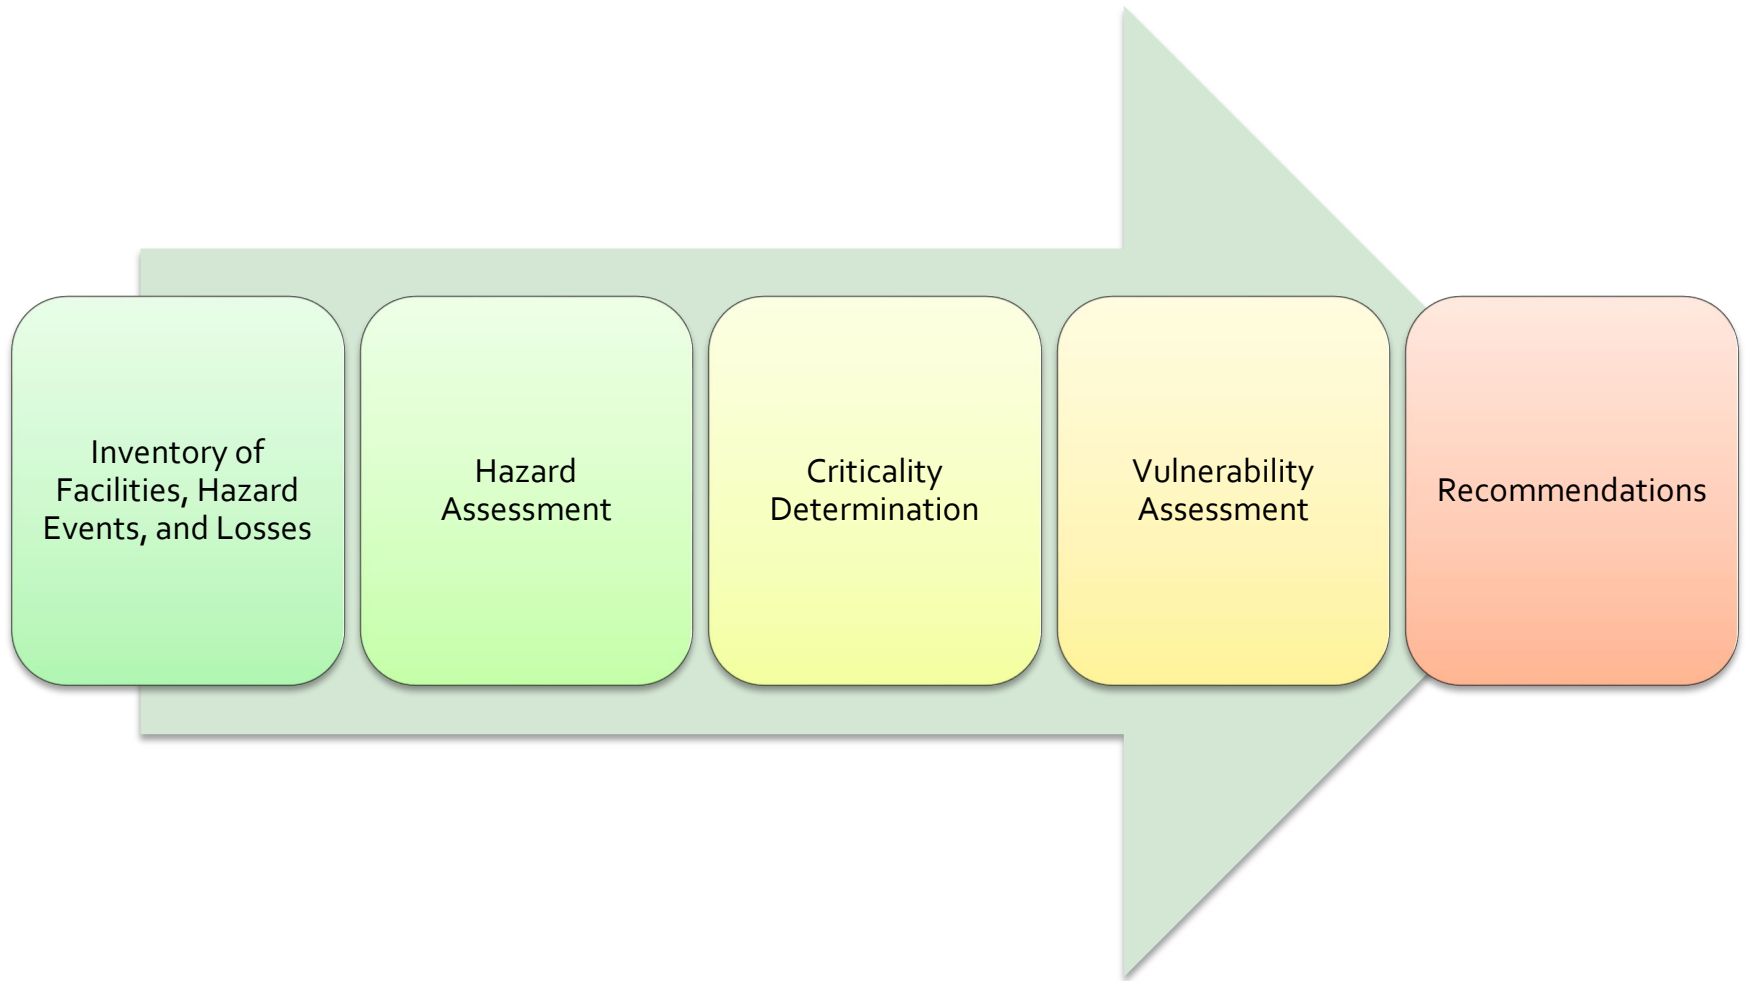 Inventory of
Facilities, Hazard
Events, and Losses
Hazard
Assessment
Criticality
Determination
Vulnerability
Assessment
Recommendations